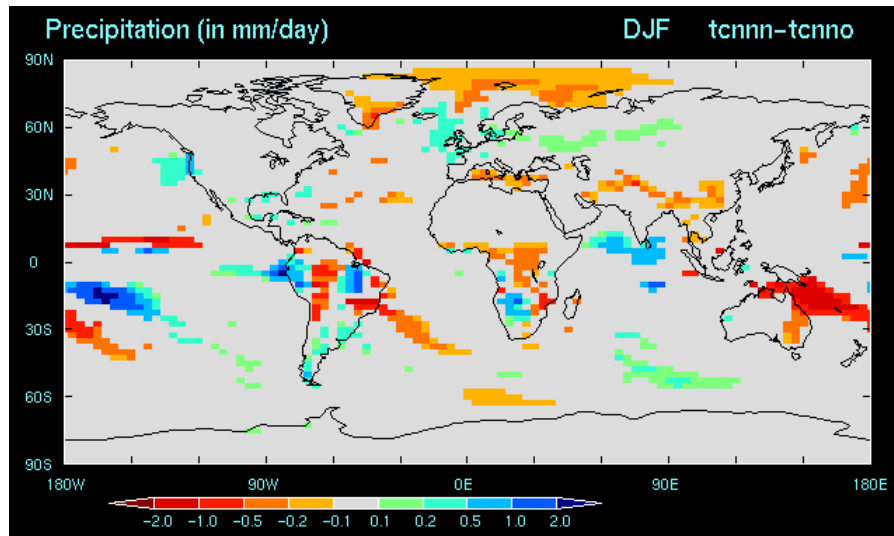 Precipitation (in mm/day) DJF tcnnn-tcnno
90N
60N
30N
0
30S
60S
90S
180W 90W 0E 90E 180E
-2.0 -1.0 -0.5 -0.2 -0.1 0.1 0.2 0.5 1.0 2.0